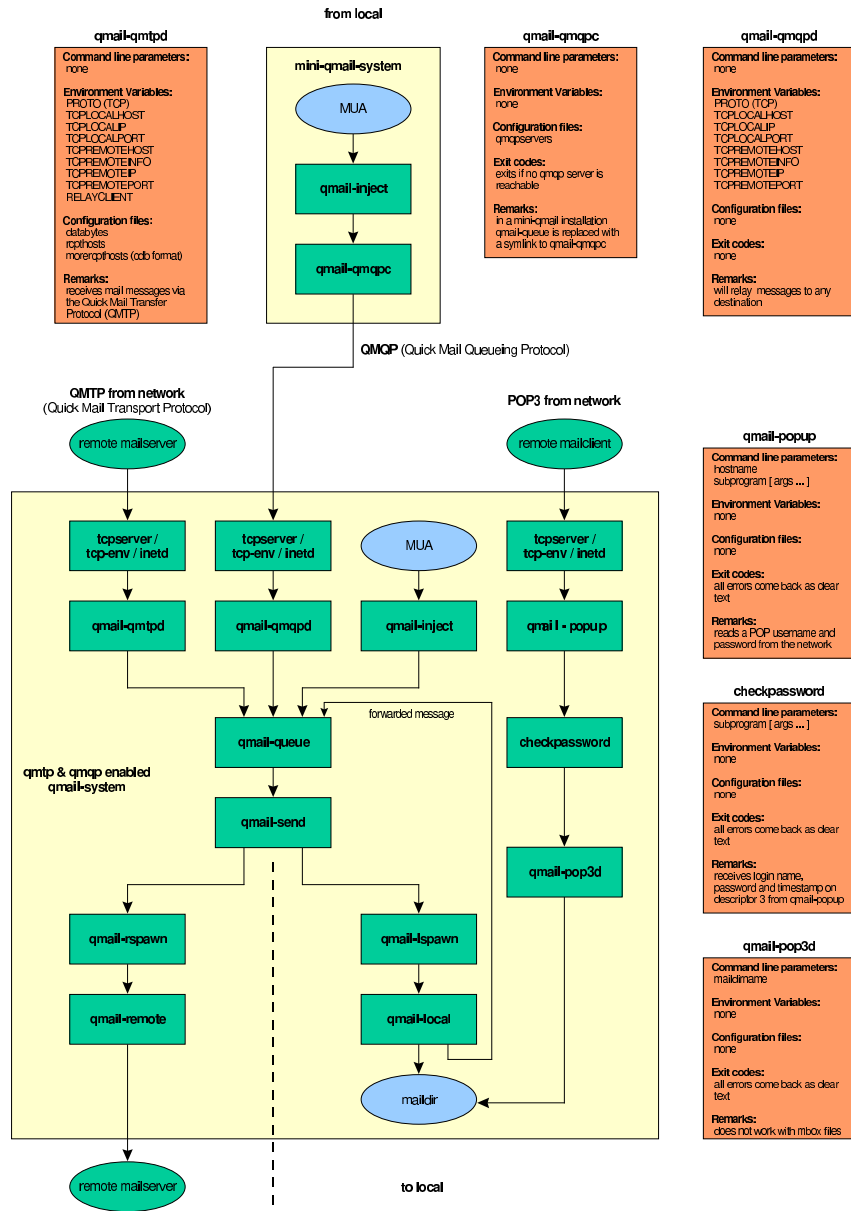 from local
qmail-qmtpd
Command line parameters:
none
Environment Variables:
PROTO (TCP)
TCPLOCALHOST
TCPLOCALIP
TCPLOCALPORT
TCPREMOTEHOST
TCPREMOTEINFO
TCPREMOTEIP
TCPREMOTEPORT
RELAYCLIENT
Configuration files:
databytes
rcpthosts
morercpthosts (cdb format)
Remarks:
receives mail messages via
the Quick Mail Transfer
Protocol (QMTP)
mini-qmail-system
MUA
qmail-inject
qmail-qmqpc
qmail-qmqpc
Command line parameters:
none
Environment Variables:
none
Configuration files:
qmqpservers
Exit codes:
exits if no qmqp server is
reachable
Remarks:
in a mini-qmail installation
qmail-queue is replaced with
a symlink to qmail-qmqpc
qmail-qmqpd
Command line parameters:
none
Environment Variables:
PROTO (TCP)
TCPLOCALHOST
TCPLOCALIP
TCPLOCALPORT
TCPREMOTEHOST
TCPREMOTEINFO
TCPREMOTEIP
TCPREMOTEPORT
Configuration files:
none
Exit codes:
none
Remarks:
will relay messages to any
destination
QMQP (Quick Mail Queueing Protocol)
QMTP from network
(Quick Mail Transport Protocol)
remote mailserver
POP3 from network
remote mailclient
tcpserver /
tcp-env / inetd
tcpserver /
tcp-env / inetd
MUA
tcpserver /
tcp-env / inetd
qmail-qmtpd
qmail-qmqpd
qmail-inject
qmail - popup
forwarded message
qmail-queue
checkpassword
qmtp & qmqp enabled
qmail-system
qmail-send
qmail-pop3d
qmail-rspawn
qmail-lspawn
qmail-remote
qmail-local
maildir
remote mailserver
to local
qmail-popup
Command line parameters:
hostname
subprogram [ args ... ]
Environment Variables:
none
Configuration files:
none
Exit codes:
all errors come back as clear
text
Remarks:
reads a POP username and
password from the network
checkpassword
Command line parameters:
subprogram [ args ... ]
Environment Variables:
none
Configuration files:
none
Exit codes:
all errors come back as clear
text
Remarks:
receives login name,
password and timestamp on
descriptor 3 from qmail-popup
qmail-pop3d
Command line parameters:
maildirname
Environment Variables:
none
Configuration files:
none
Exit codes:
all errors come back as clear
text
Remarks:
does not work with mbox files